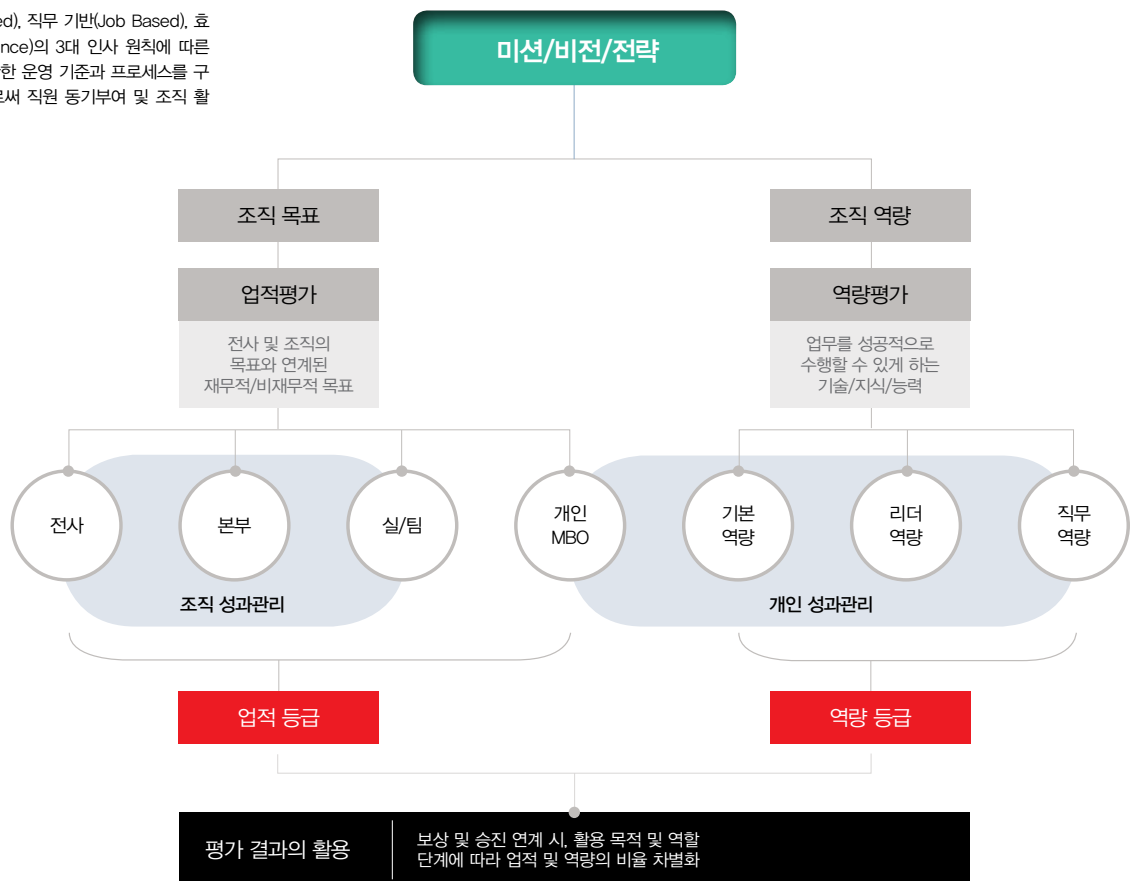 ed), 직무 기반(Job Based), 효
nce)의 3대 인사 원칙에 따른
한 운영 기준과 프로세스를 구
로써 직원 동기부여 및 조직 활
미션/비전/전략
조직 목표
조직 역량
업적평가
역량평가
전사 및 조직의
목표와 연계된
재무적/비재무적 목표
업무를 성공적으로
수행할 수 있게 하는
기술/지식/능력
전사
본부
실/팀
개인
MBO
기본
역량
리더
역량
직무
역량
조직 성과관리
개인 성과관리
업적 등급
역량 등급
평가 결과의 활용
보상 및 승진 연계 시, 활용 목적 및 역할
단계에 따라 업적 및 역량의 비율 차별화